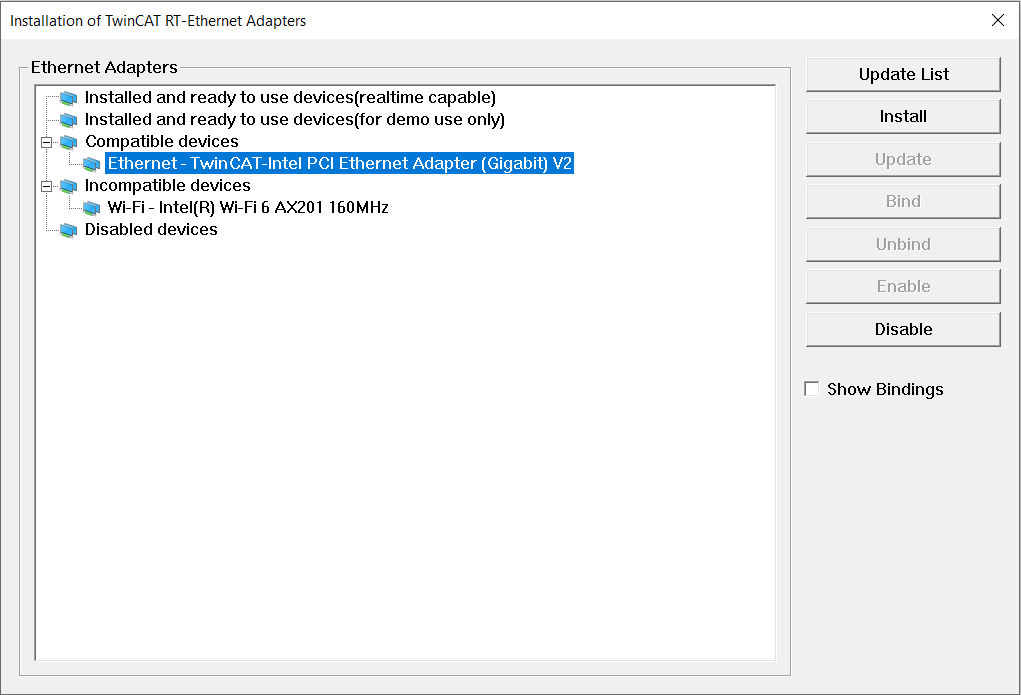 Installation of TwinCAT RT-Ethernet Adapters
Ethernet Adapters
Installed and ready to use devices(realtime capable)
Installed and ready to use devices(for demo use only)
Compatible devices
Ethernet - TwinCAT-Intel PCI Ethernet Adapter (Gigabit) V2
Incompatible devices
Wi-Fi - Intel(R) Wi-Fi 6 AX201 160MHz
Disabled devices
Update List
Install
Update
Bind
Unbind
Enable
Disable
Show Bindings